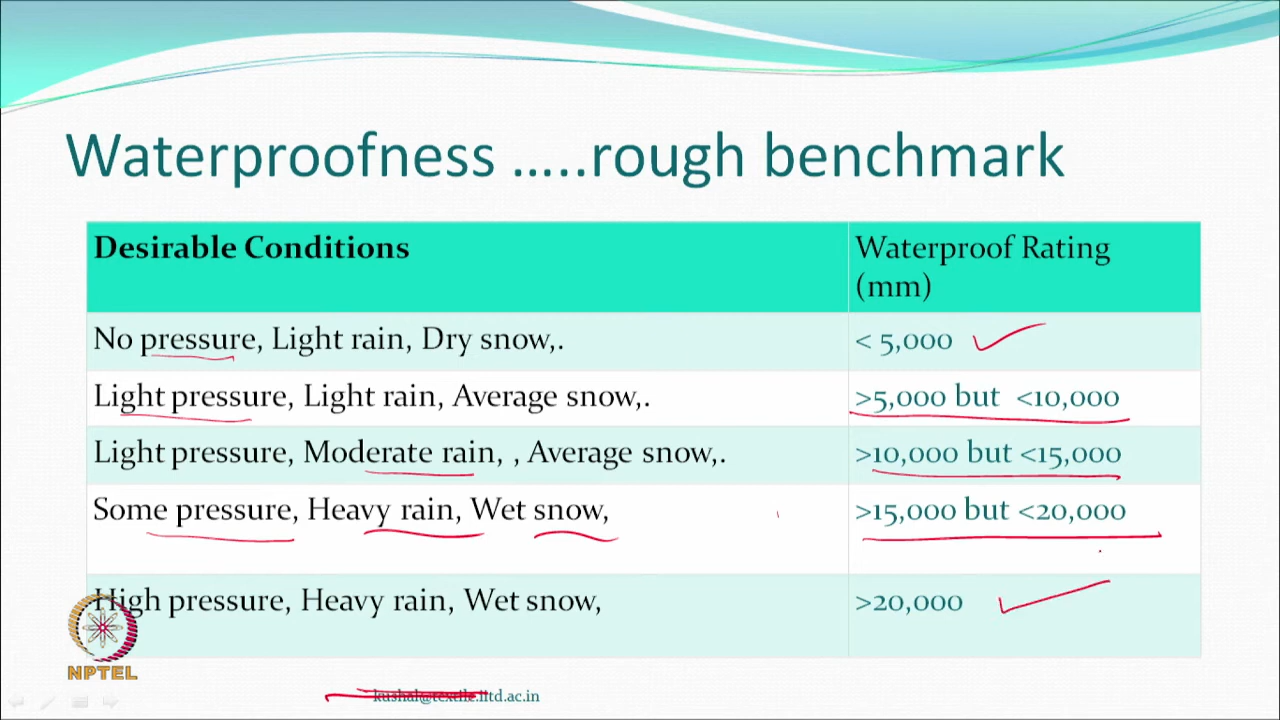 Waterproofness …..rough benchmark
Desirable Conditions
Waterproof Rating
(mm)
No pressure, Light rain, Dry snow,.
< 5,000
Light pressure, Light rain, Average snow,.
>5,000 but <10,000
Light pressure, Moderate rain, , Average snow,.
>10,000 but <15,000
Some pressure, Heavy rain, Wet snow,
>15,000 but <20,000
High pressure, Heavy rain, Wet snow,
>20,000
NPTEL
kushal@textile.iitd.ac.in